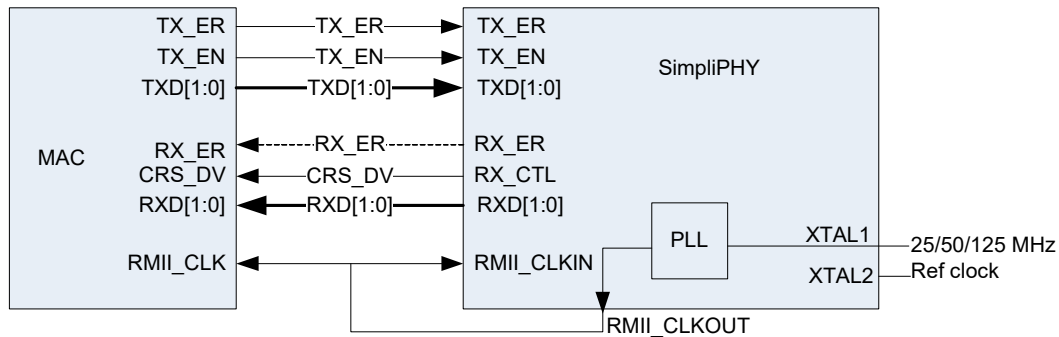 TX_ER TX_ER TX_ER
TX_EN TX_EN TX_EN
SimpliPHY
TXD[1:0] TXD[1:0] TXD[1:0]
MAC
RX_ER RX_ER RX_ER
CRS_DV CRS_DV RX_CTL
RXD[1:0] RXD[1:0] RXD[1:0]
PLL
XTAL1
25/50/125 MHz
RMII_CLK RMII_CLKIN
XTAL2
Ref clock
RMII_CLKOUT